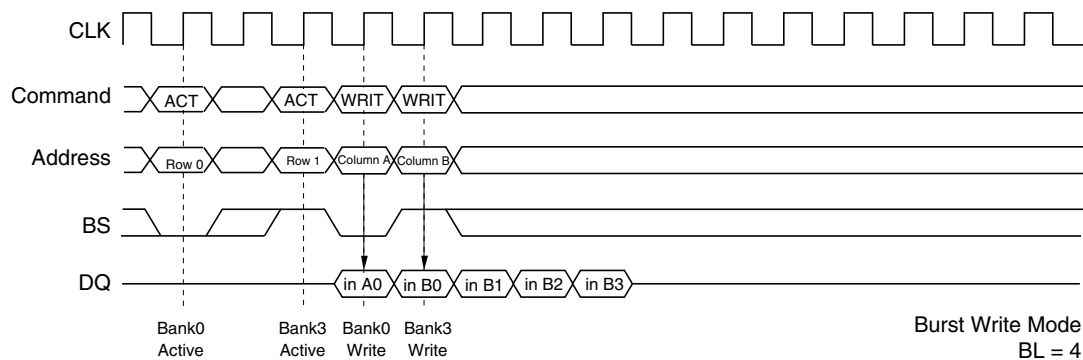 CLK
Command ACT ACT WRIT WRIT
Address Row 0 Row 1 Column A Column B
BS
DQ in A0 in B0 in B1 in B2 in B3
Bank0 Bank3 Bank0 Bank3
Active Active Write Write
Burst Write Mode
BL = 4